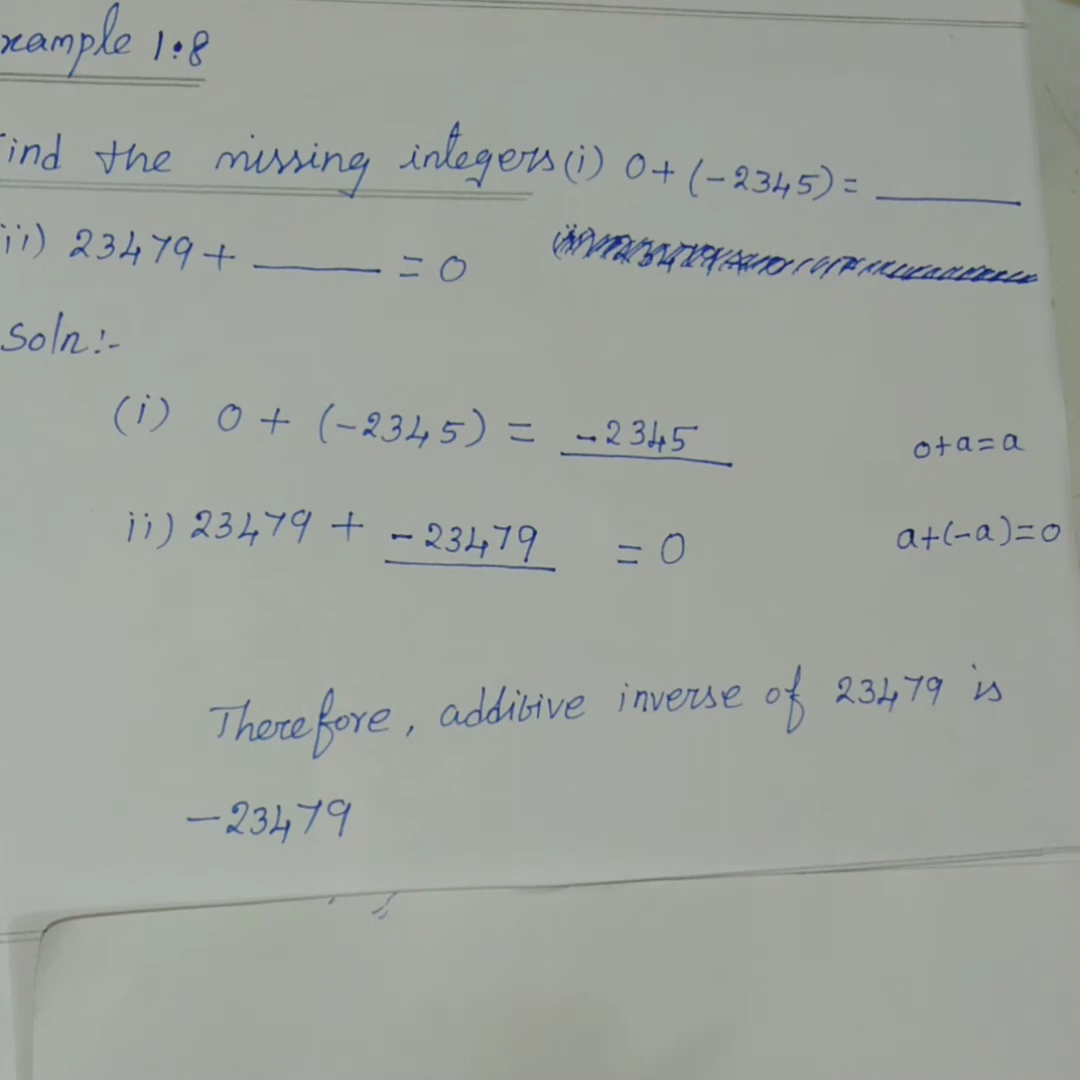 xample 1.8
ind the missing integers (i) 0+(-2345)= ______
ii) 23479+ ______ =0
Soln:-
(i) 0 + (-2345) = -2345 0+a=a
ii) 23479 + -23479 = 0 a+(-a)=0
Therefore, additive inverse of 23479 is
-23479